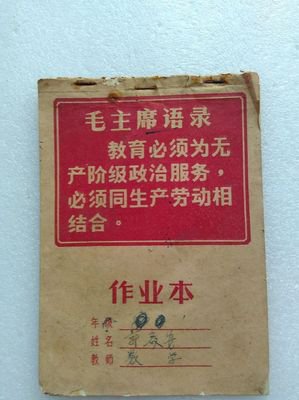 毛主席语录
教育必须为无
产阶级政治服务，
必须同生产劳动相
结合。
作业本
年级
姓名
教师 数学